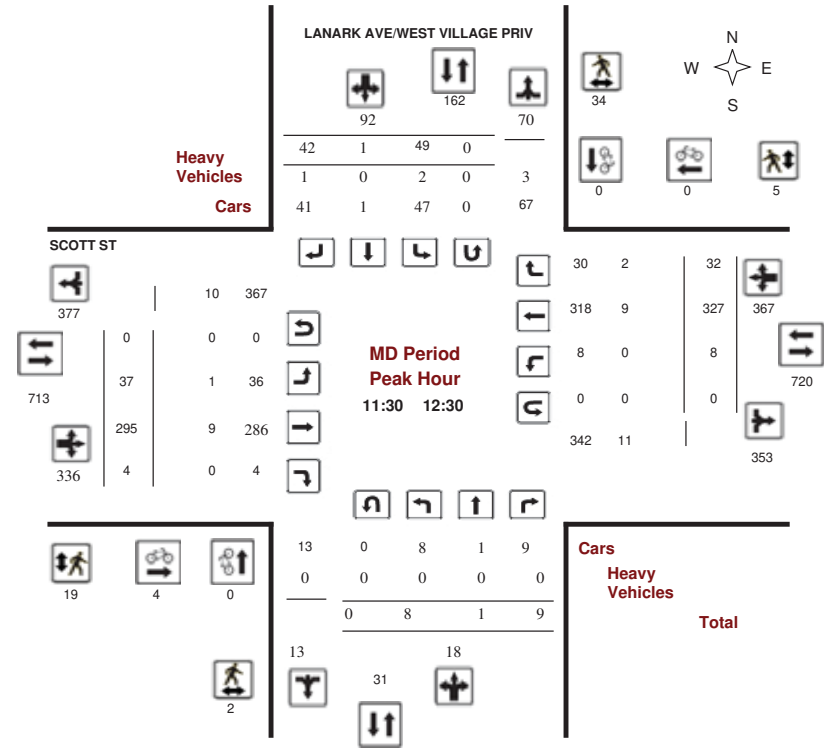 LANARK AVE/WEST VILLAGE PRIV
N
W E
S
162
34
92 70
42 1 49 0
Heavy
Vehicles
1 0 2 0 3
0 0 5
Cars
41 1 47 0 67
SCOTT ST
30 2 32
10 367
377
318 9 327 367
0 0 0
MD Period
Peak Hour
11:30 12:30
8 0 8
37 1 36
713
720
0 0 0
295 9 286
342 11
353
336
4 0 4
13 0 8 1 9
Cars
0 0 0 0 0
Heavy
Vehicles
19 4 0
0 8 1 9
Total
13 18
31
2